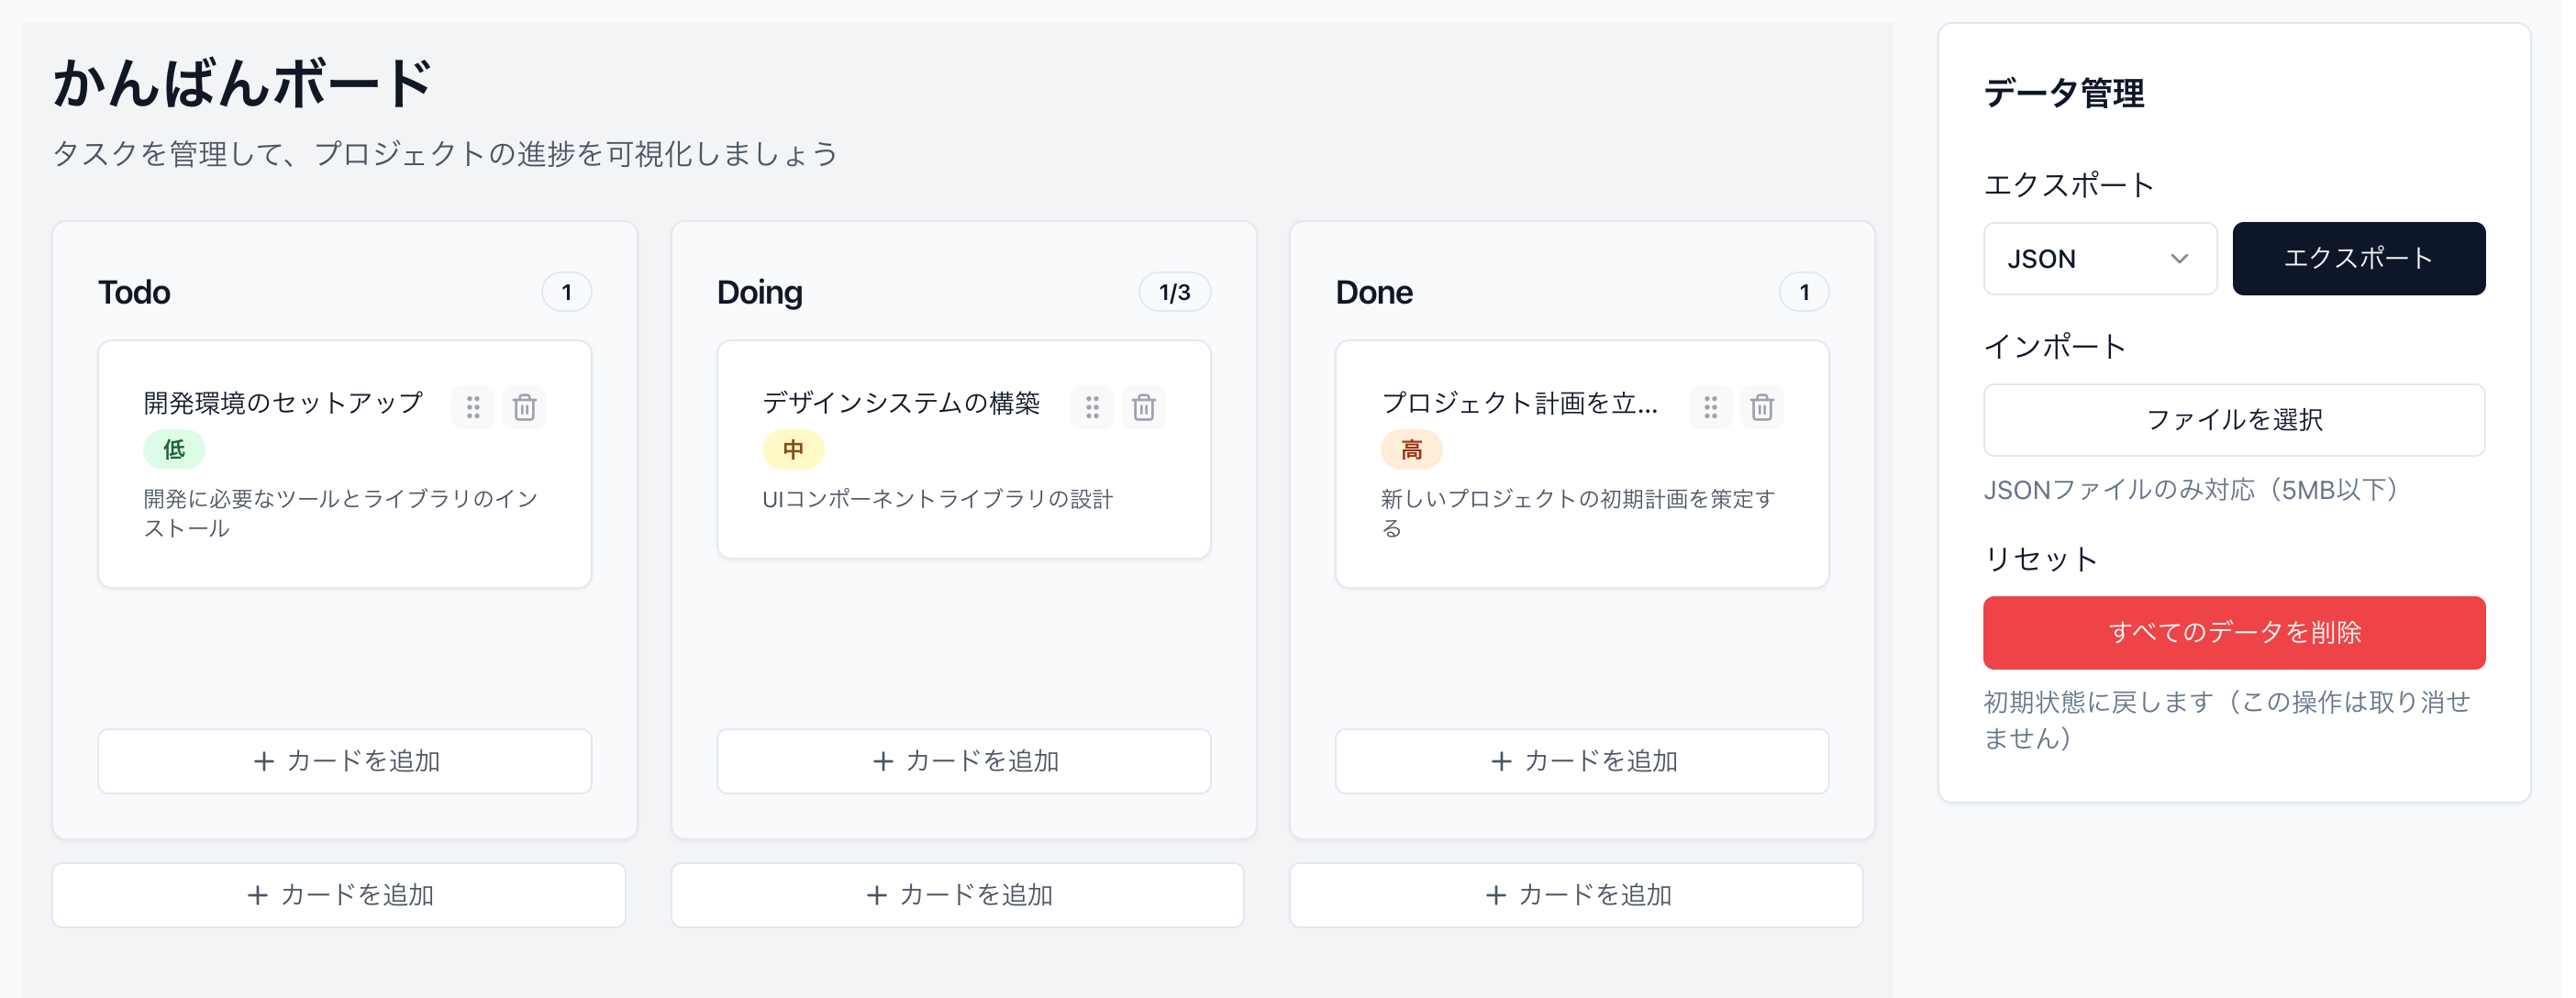 かんばんボード
タスクを管理して、プロジェクトの進捗を可視化しましょう
Todo
1
開発環境のセットアップ
低
開発に必要なツールとライブラリのイン
ストール
+ カードを追加
+ カードを追加
Doing
1/3
デザインシステムの構築
中
UIコンポーネントライブラリの設計
+ カードを追加
+ カードを追加
Done
1
プロジェクト計画を立...
高
新しいプロジェクトの初期計画を策定す
る
+ カードを追加
+ カードを追加
データ管理
エクスポート
JSON
エクスポート
インポート
ファイルを選択
JSONファイルのみ対応（5MB以下）
リセット
すべてのデータを削除
初期状態に戻します（この操作は取り消せ
ません）